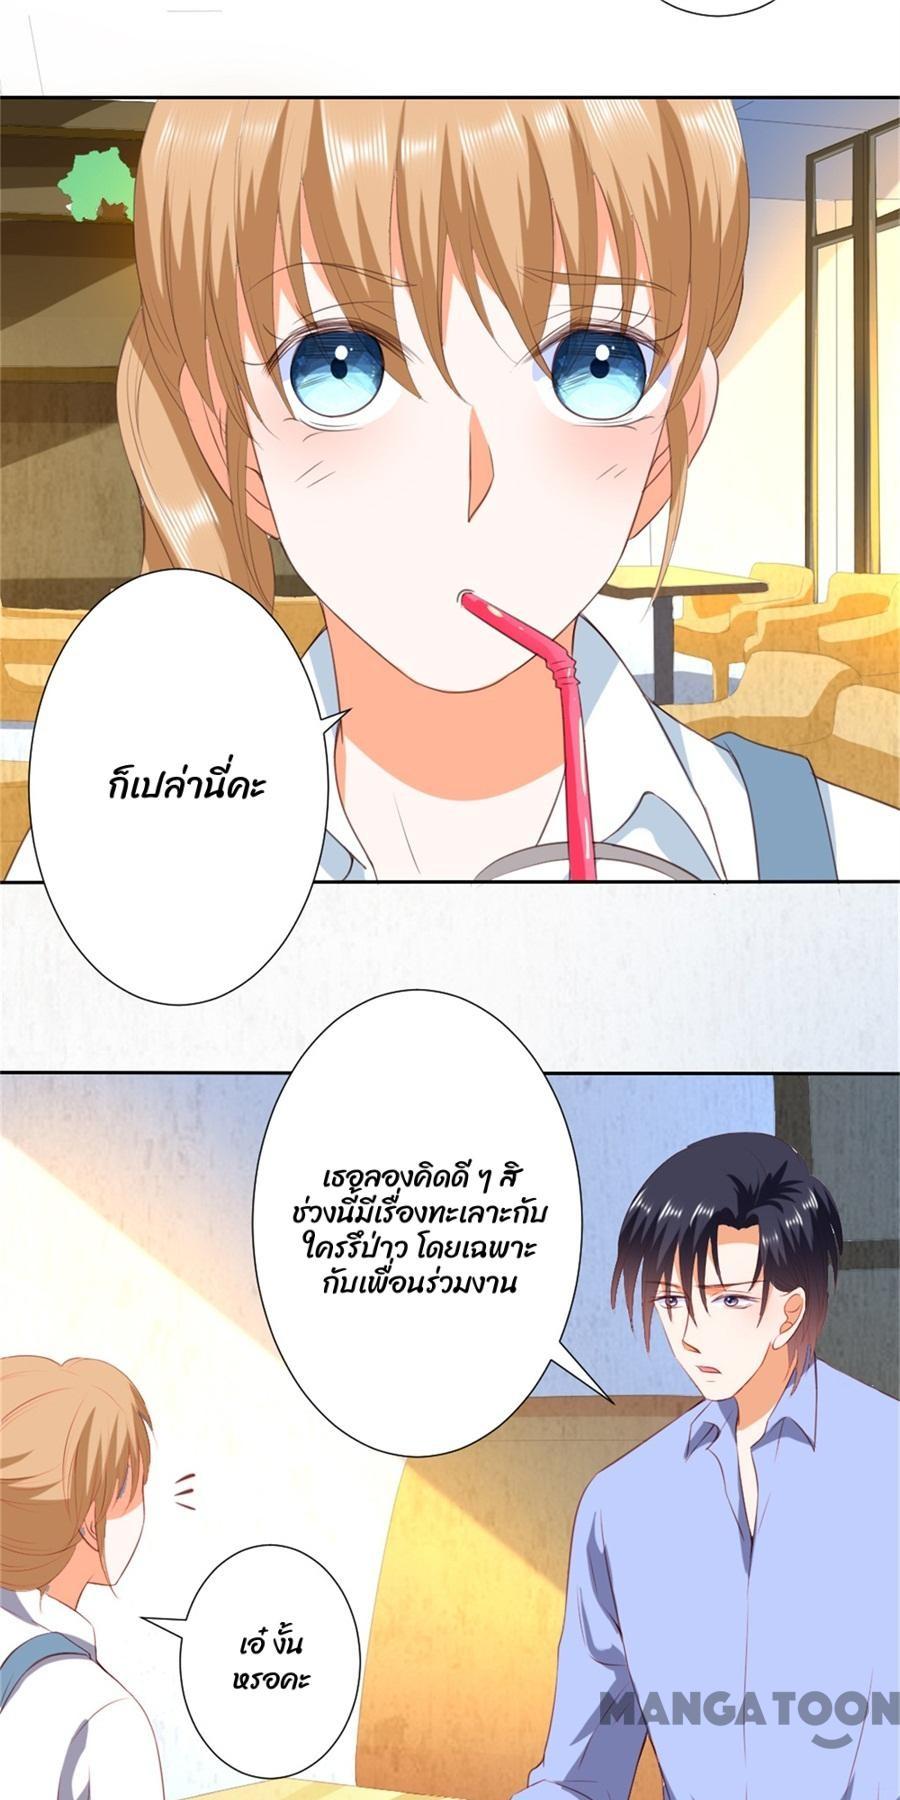 ก็เปล่านี่คะ
เธอลองคิดดี ๆ สิ
ช่วงนี้มีเรื่องทะเลาะกับ
ใครรึป่าว โดยเฉพาะ
กับเพื่อนร่วมงาน
เอ๋ งั้น
หรอคะ
MANGATOON